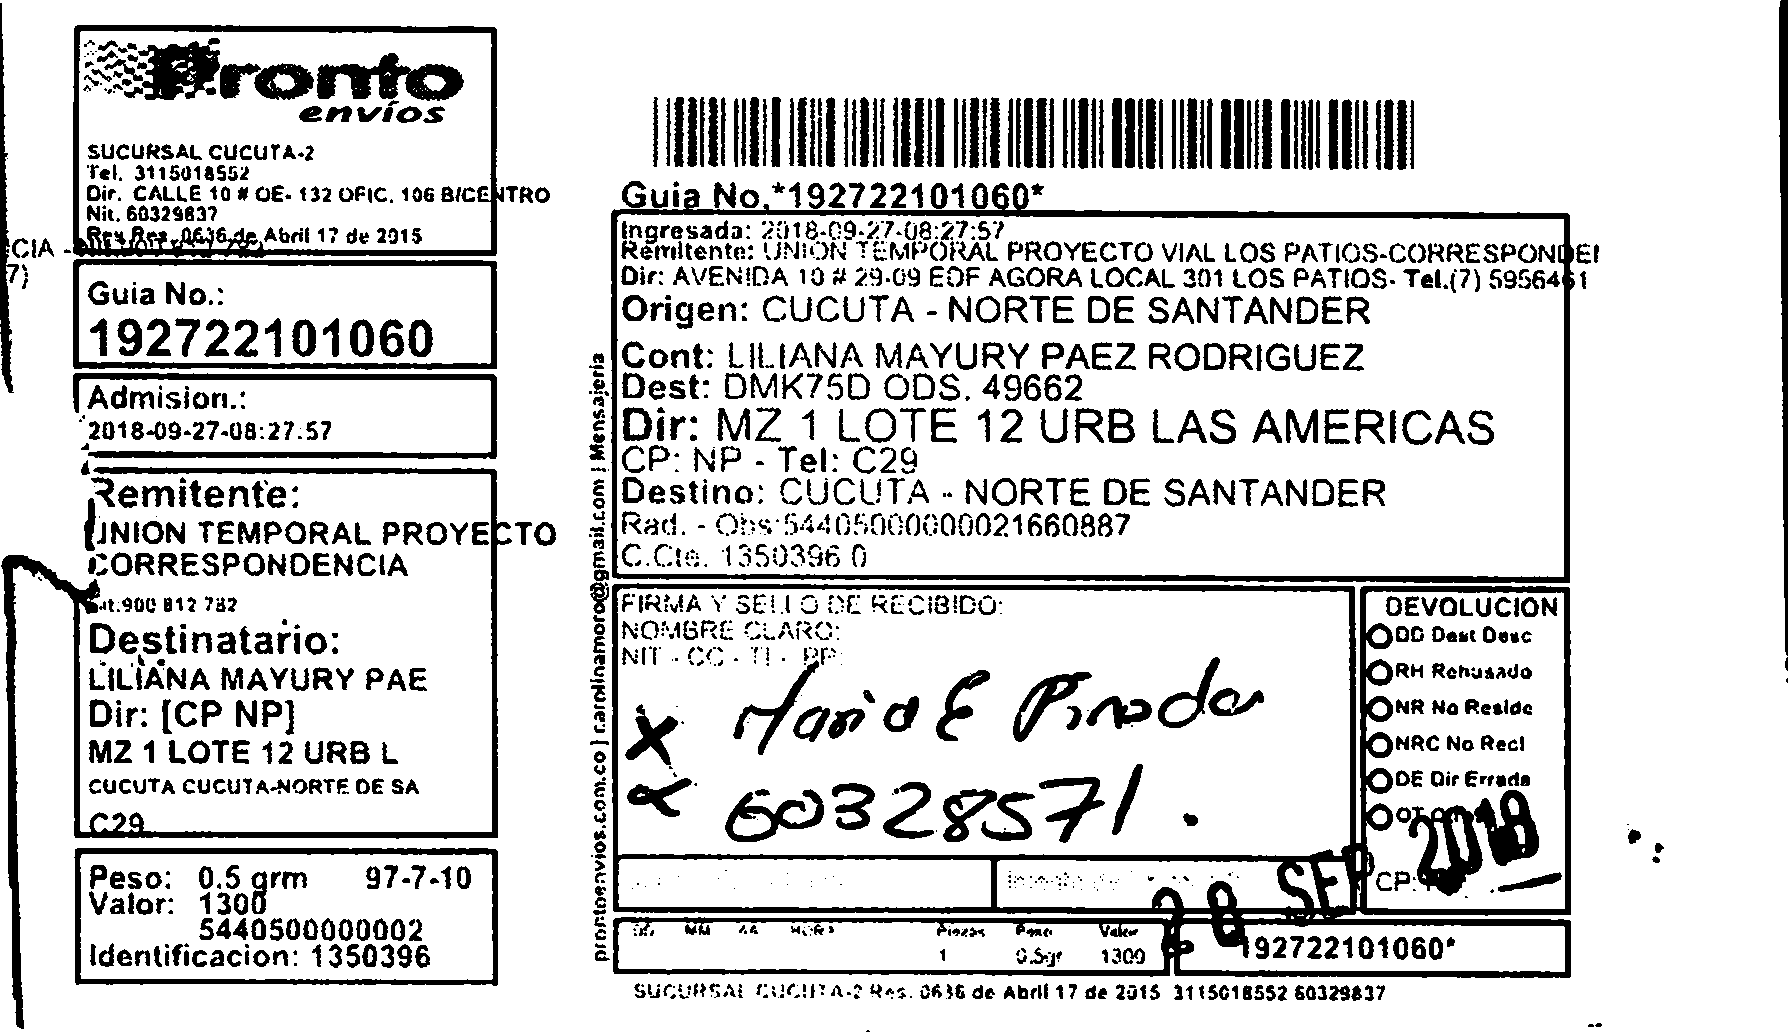 Pronto
envíos
SUCURSAL CUCUTA-2
Tel. 3115018552
Dir. CALLE 10 # OE- 132 OFIC. 106 B/CENTRO
Nit. 60329837
Res. 0636 de Abril 17 de 2015
CIA -
7)
Guia No.:
192722101060
Admision.:
2018-09-27-08:27:57
Remitente:
UNION TEMPORAL PROYECTO
CORRESPONDENCIA
Nit.900 812 782
Destinatario:
LILIANA MAYURY PAE
Dir: [CP NP]
MZ 1 LOTE 12 URB L
CUCUTA CUCUTA-NORTE DE SA
C29
Peso: 0.5 grm 97-7-10
Valor: 1300
5440500000002
Identificacion: 1350396
prontoenvios.com.co | carolinamoro@gmail.com | Mensajeria
Guia No.*192722101060*
Ingresada: 2018-09-27-08:27:57
Remitente: UNION TEMPORAL PROYECTO VIAL LOS PATIOS-CORRESPONDEI
Dir: AVENIDA 10 # 29-09 EDF AGORA LOCAL 301 LOS PATIOS- Tel.(7) 5956461
Origen: CUCUTA - NORTE DE SANTANDER
Cont: LILIANA MAYURY PAEZ RODRIGUEZ
Dest: DMK75D ODS. 49662
Dir: MZ 1 LOTE 12 URB LAS AMERICAS
CP: NP - Tel: C29
Destino: CUCUTA - NORTE DE SANTANDER
Rad. - Obs:54405000000021660887
C.Cte. 1350396 0
FIRMA Y SELLO DE RECIBIDO:
NOMBRE CLARO:
NIT - CC - TI - PP:
X Maria E Pineda
60328571.
DEVOLUCION
DD Dest Desc
RH Rehusado
NR No Reside
NRC No Recl
DE Dir Errada
OT
CP:
28 SEP 2018
DD MM AA HORA Piezas Peso Valor
1 0.5gr 1300
192722101060*
SUCURSAL CUCUTA-2 Res. 0636 de Abril 17 de 2015 3115018552 60329837